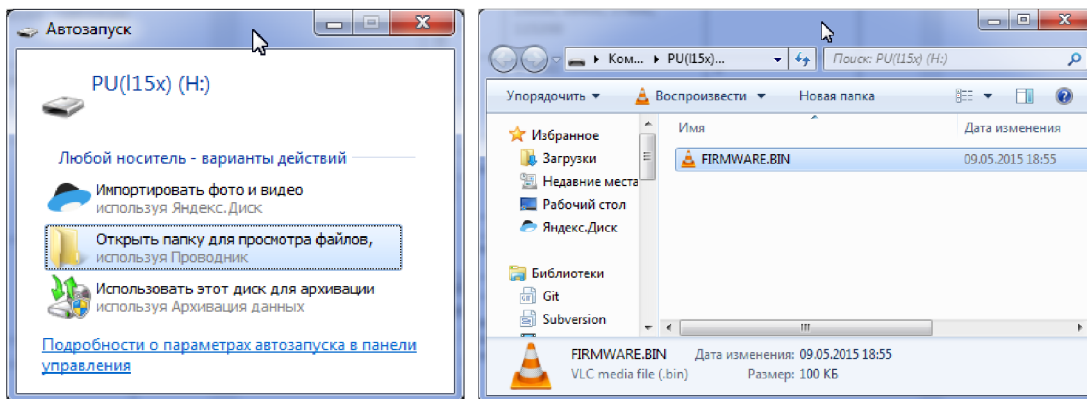 Автозапуск
PU(l15x) (H:)
Любой носитель - варианты действий
Импортировать фото и видео
используя Яндекс.Диск
Открыть папку для просмотра файлов,
используя Проводник
Использовать этот диск для архивации
используя Архивация данных
Подробности о параметрах автозапуска в панели
управления
Ком... PU(l15x)... Поиск: PU(l15x) (H:)
Упорядочить Воспроизвести Новая папка
Имя Дата изменения
Избранное
Загрузки
Недавние места
Рабочий стол
Яндекс.Диск
Библиотеки
Git
Subversion
FIRMWARE.BIN 09.05.2015 18:55
FIRMWARE.BIN Дата изменения: 09.05.2015 18:55
VLC media file (.bin) Размер: 100 КБ